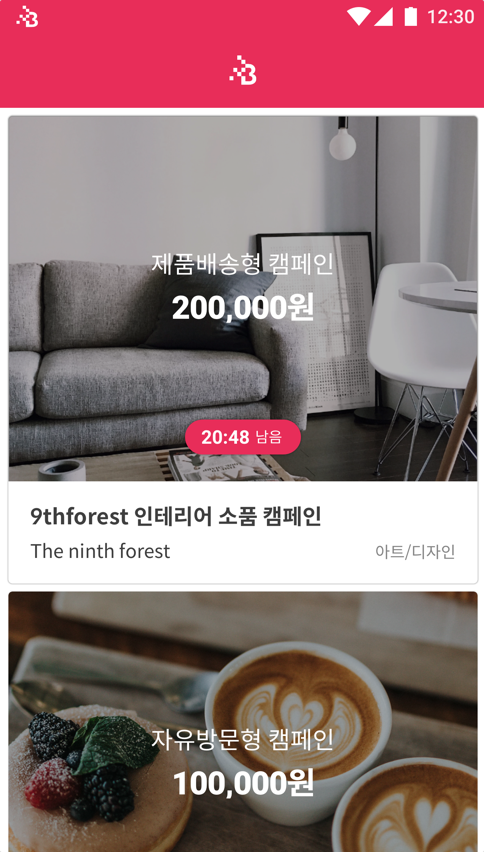 12:30
제품배송형 캠페인
200,000원
20:48 남음
9thforest 인테리어 소품 캠페인
The ninth forest
아트/디자인
자유방문형 캠페인
100,000원